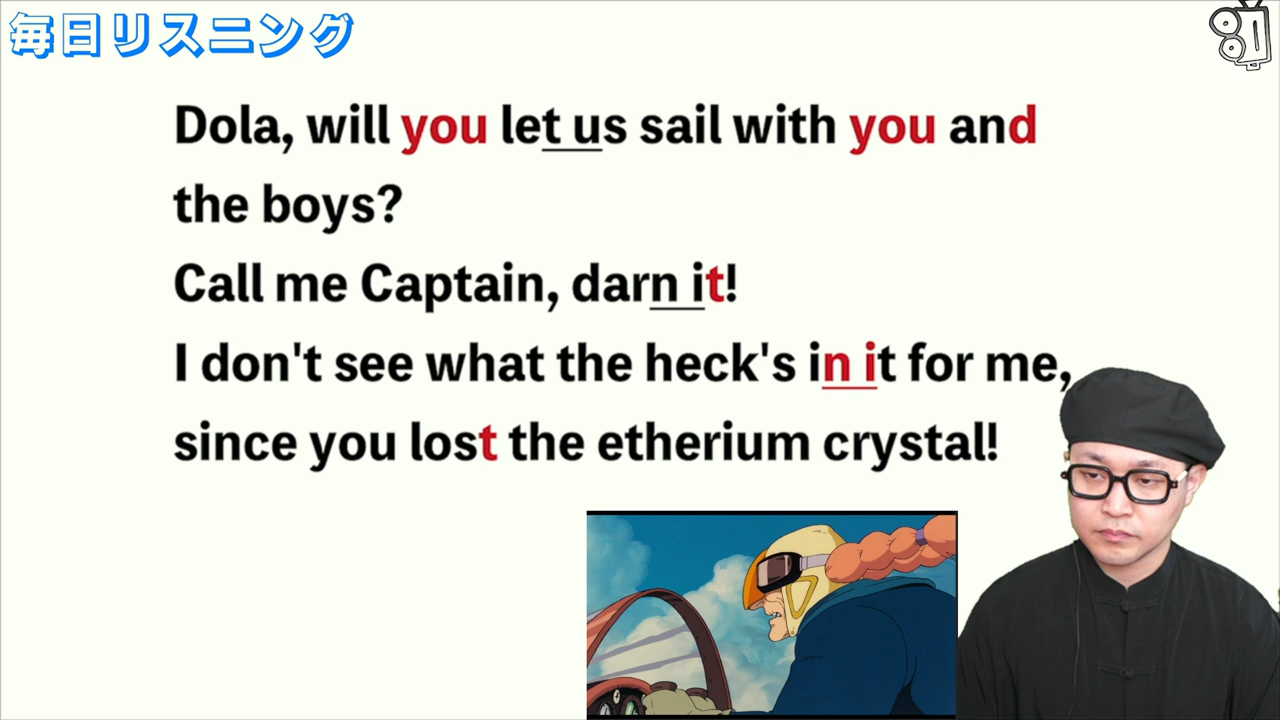 毎日リスニング
Dola, will you let us sail with you and
the boys?
Call me Captain, darn it!
I don't see what the heck's in it for me,
since you lost the etherium crystal!